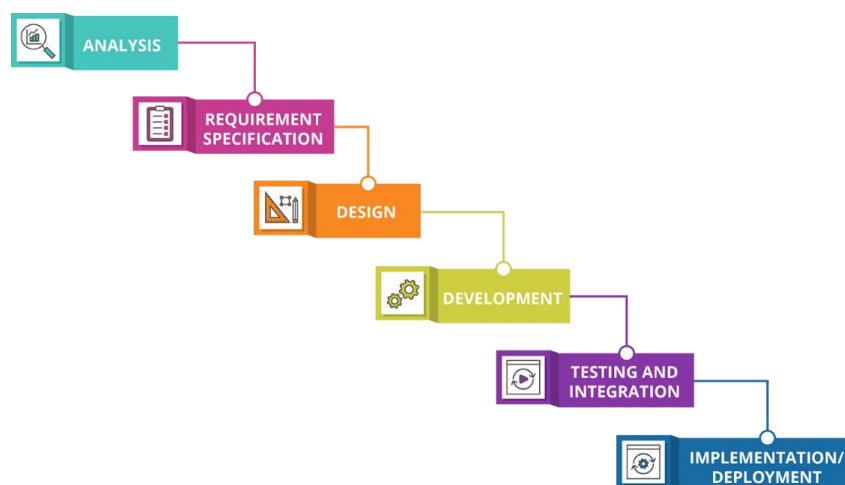 ANALYSIS
REQUIREMENT
SPECIFICATION
DESIGN
DEVELOPMENT
TESTING AND
INTEGRATION
IMPLEMENTATION/
DEPLOYMENT